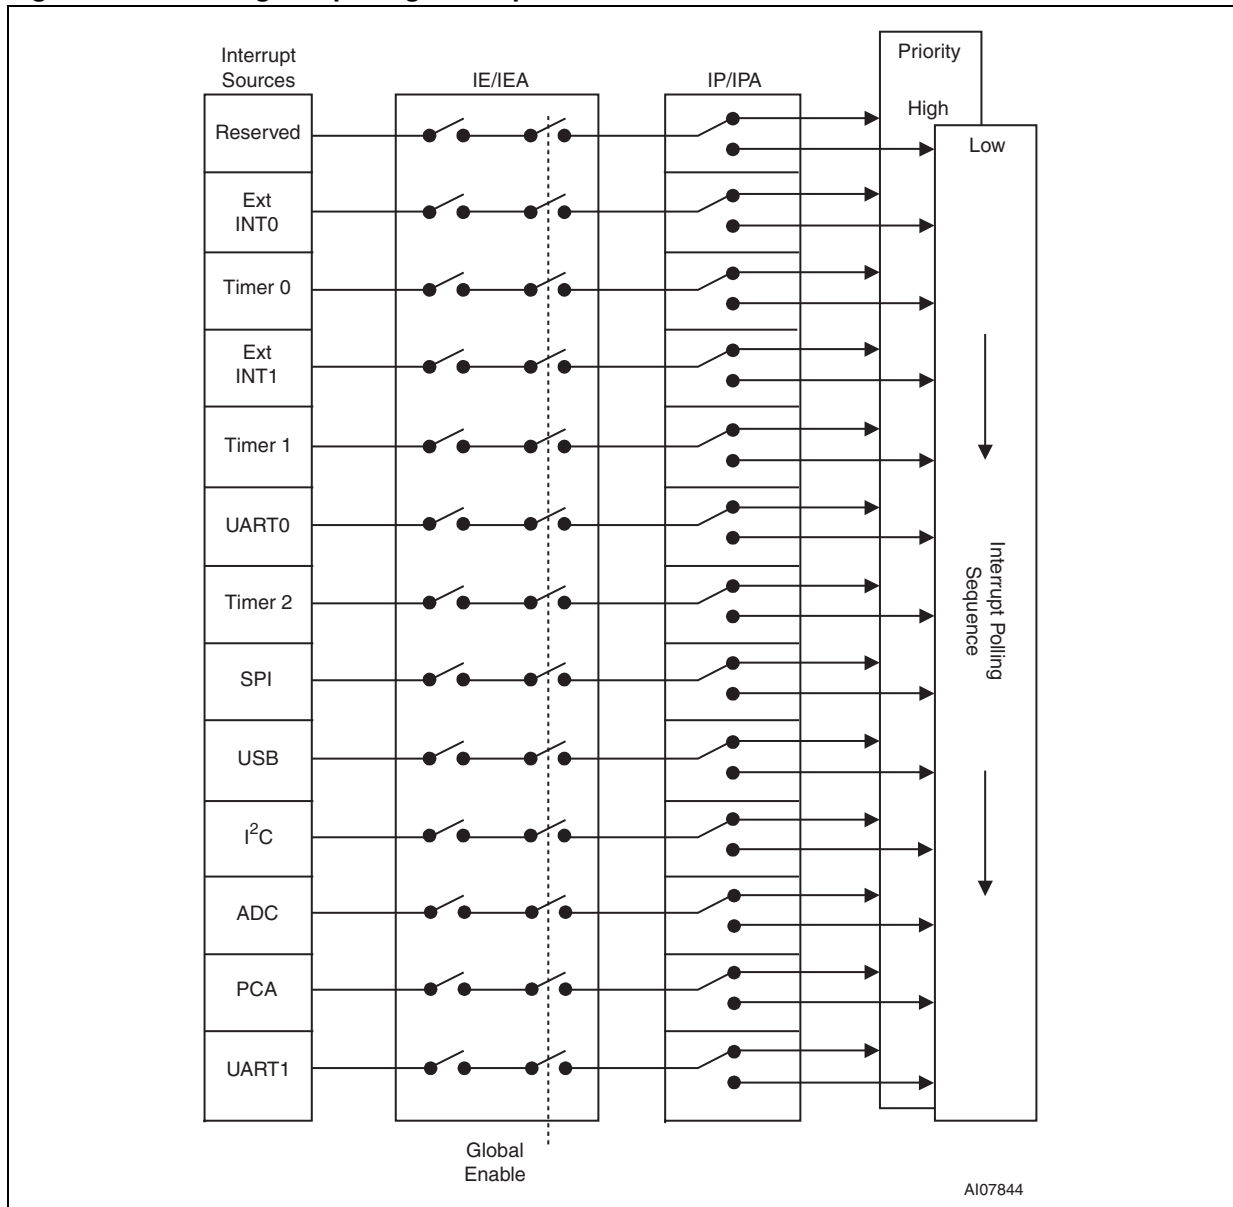 Interrupt
Sources
IE/IEA
IP/IPA
Priority
High
Low
Reserved
Ext
INT0
Timer 0
Ext
INT1
Timer 1
UART0
Timer 2
SPI
USB
I²C
ADC
PCA
UART1
Interrupt Polling
Sequence
Global
Enable
AI07844